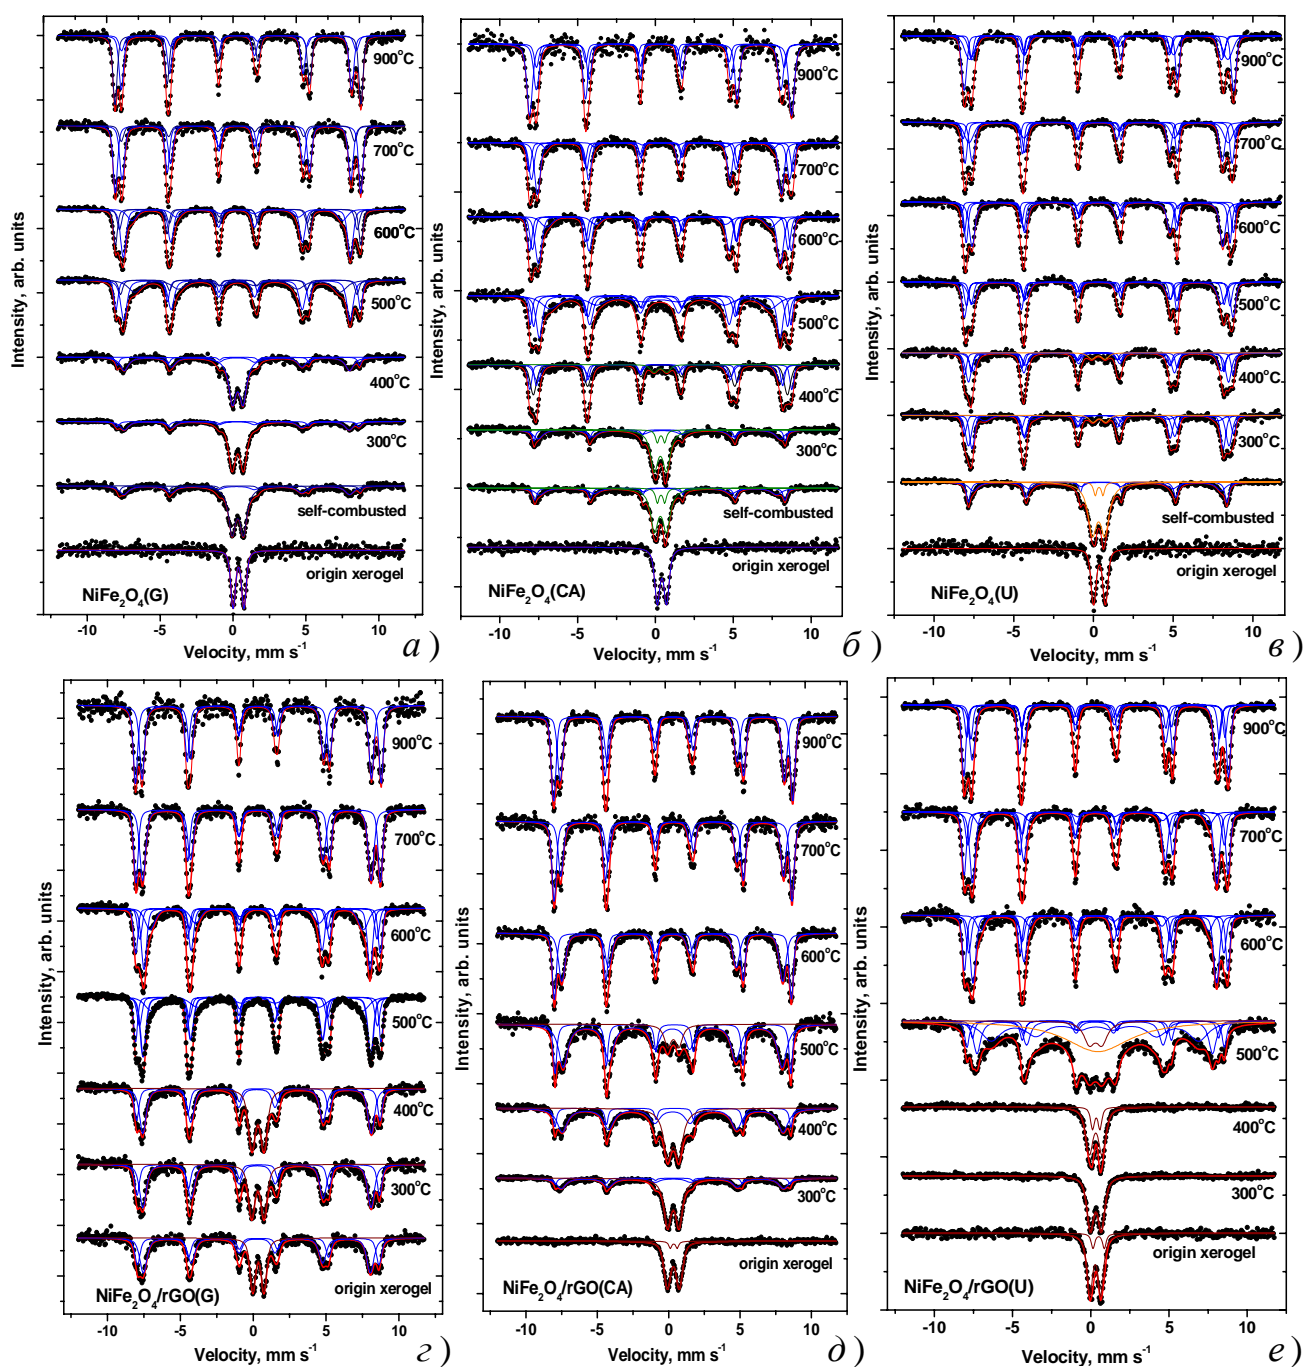 Intensity, arb. units
900°C
700°C
600°C
500°C
400°C
300°C
self-combusted
origin xerogel
NiFe₂O₄(G)
-10 -5 0 5 10
Velocity, mm s⁻¹
а)
Intensity, arb. units
900°C
700°C
600°C
500°C
400°C
300°C
self-combusted
origin xerogel
NiFe₂O₄(CA)
-10 -5 0 5 10
Velocity, mm s⁻¹
б)
Intensity, arb. units
900°C
700°C
600°C
500°C
400°C
300°C
self-combusted
origin xerogel
NiFe₂O₄(U)
-10 -5 0 5 10
Velocity, mm s⁻¹
в)
Intensity, arb. units
900°C
700°C
600°C
500°C
400°C
300°C
origin xerogel
NiFe₂O₄/rGO(G)
-10 -5 0 5 10
Velocity, mm s⁻¹
г)
Intensity, arb. units
900°C
700°C
600°C
500°C
400°C
300°C
origin xerogel
NiFe₂O₄/rGO(CA)
-10 -5 0 5 10
Velocity, mm s⁻¹
д)
Intensity, arb. units
900°C
700°C
600°C
500°C
400°C
300°C
origin xerogel
NiFe₂O₄/rGO(U)
-10 -5 0 5 10
Velocity, mm s⁻¹
е)